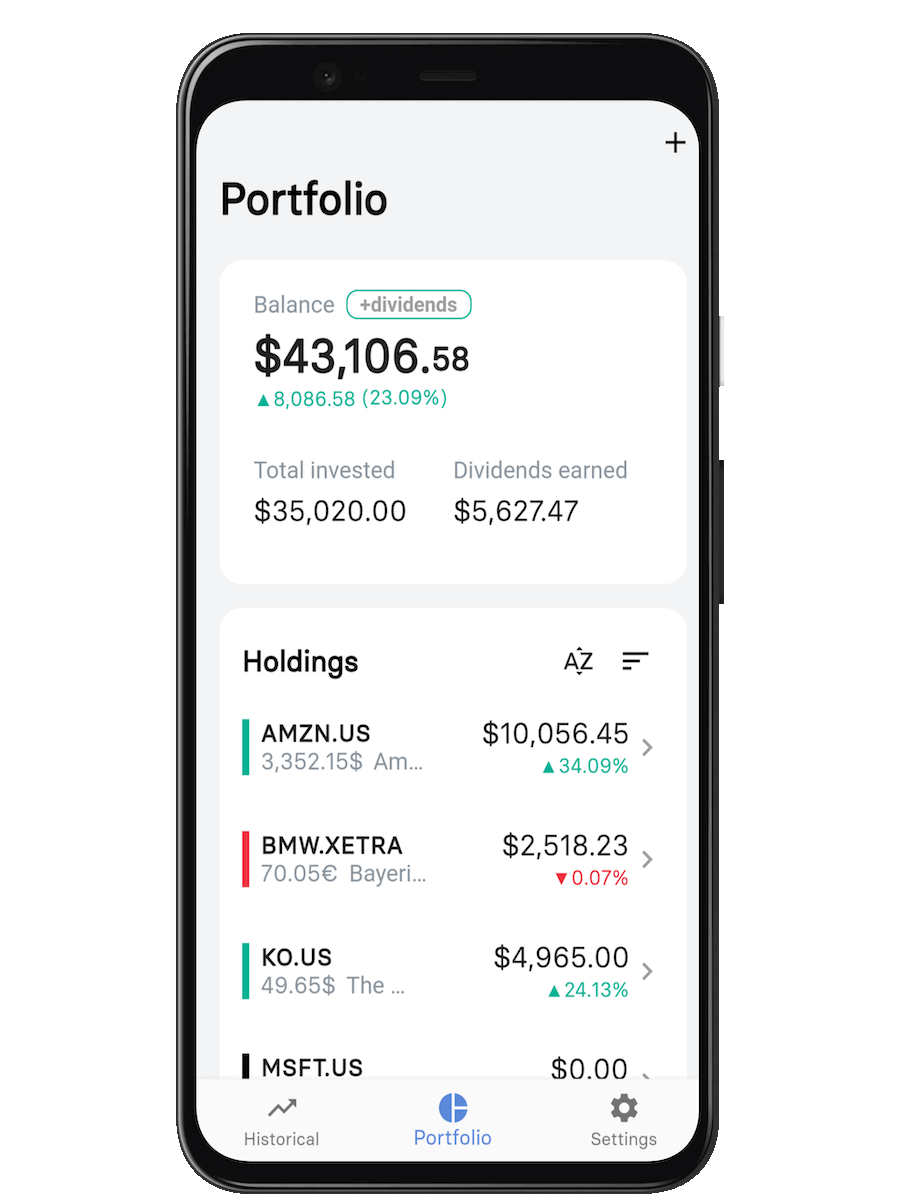 Portfolio
Balance +dividends
$43,106.58
▲8,086.58 (23.09%)
Total invested Dividends earned
$35,020.00 $5,627.47
Holdings AZ
AMZN.US $10,056.45
3,352.15$ Am... ▲34.09%
BMW.XETRA $2,518.23
70.05€ Bayeri... ▼0.07%
KO.US $4,965.00
49.65$ The ... ▲24.13%
MSFT.US $0.00
Historical Portfolio Settings